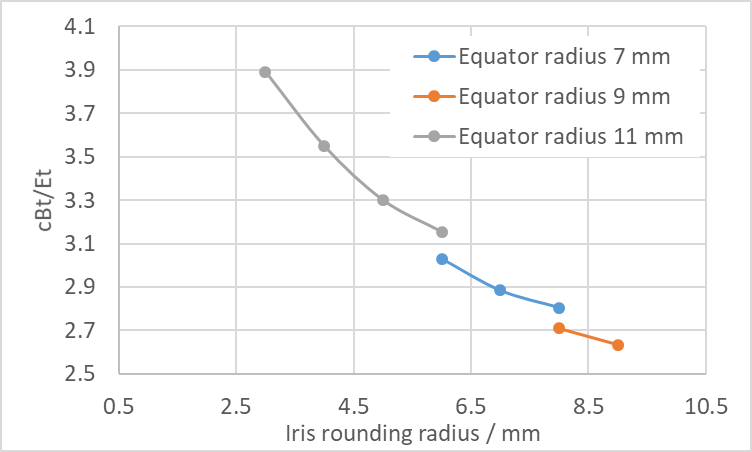 4.1
3.9
3.7
3.5
3.3
3.1
2.9
2.7
2.5
cBt/Et
Equator radius 7 mm
Equator radius 9 mm
Equator radius 11 mm
0.5 2.5 4.5 6.5 8.5 10.5
Iris rounding radius / mm